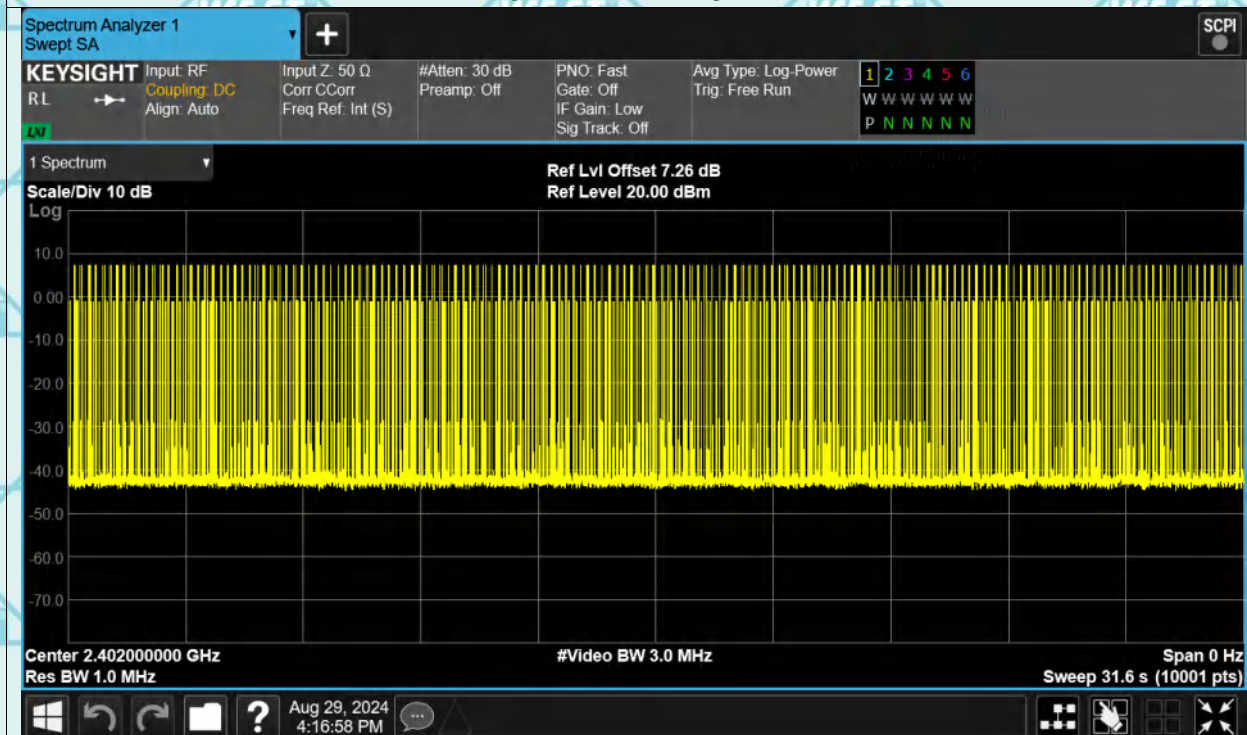 Spectrum Analyzer 1
Swept SA
+
SCPI
KEYSIGHT
RL
LXI
Input: RF
Coupling: DC
Align: Auto
Input Z: 50 Ω
Corr CCorr
Freq Ref: Int (S)
#Atten: 30 dB
Preamp: Off
PNO: Fast
Gate: Off
IF Gain: Low
Sig Track: Off
Avg Type: Log-Power
Trig: Free Run
1 2 3 4 5 6
W W W W W W
P N N N N N
1 Spectrum
Scale/Div 10 dB
Ref Lvl Offset 7.26 dB
Ref Level 20.00 dBm
Log
10.0
0.00
-10.0
-20.0
-30.0
-40.0
-50.0
-60.0
-70.0
Center 2.402000000 GHz
#Video BW 3.0 MHz
Span 0 Hz
Res BW 1.0 MHz
Sweep 31.6 s (10001 pts)
?
Aug 29, 2024
4:16:58 PM